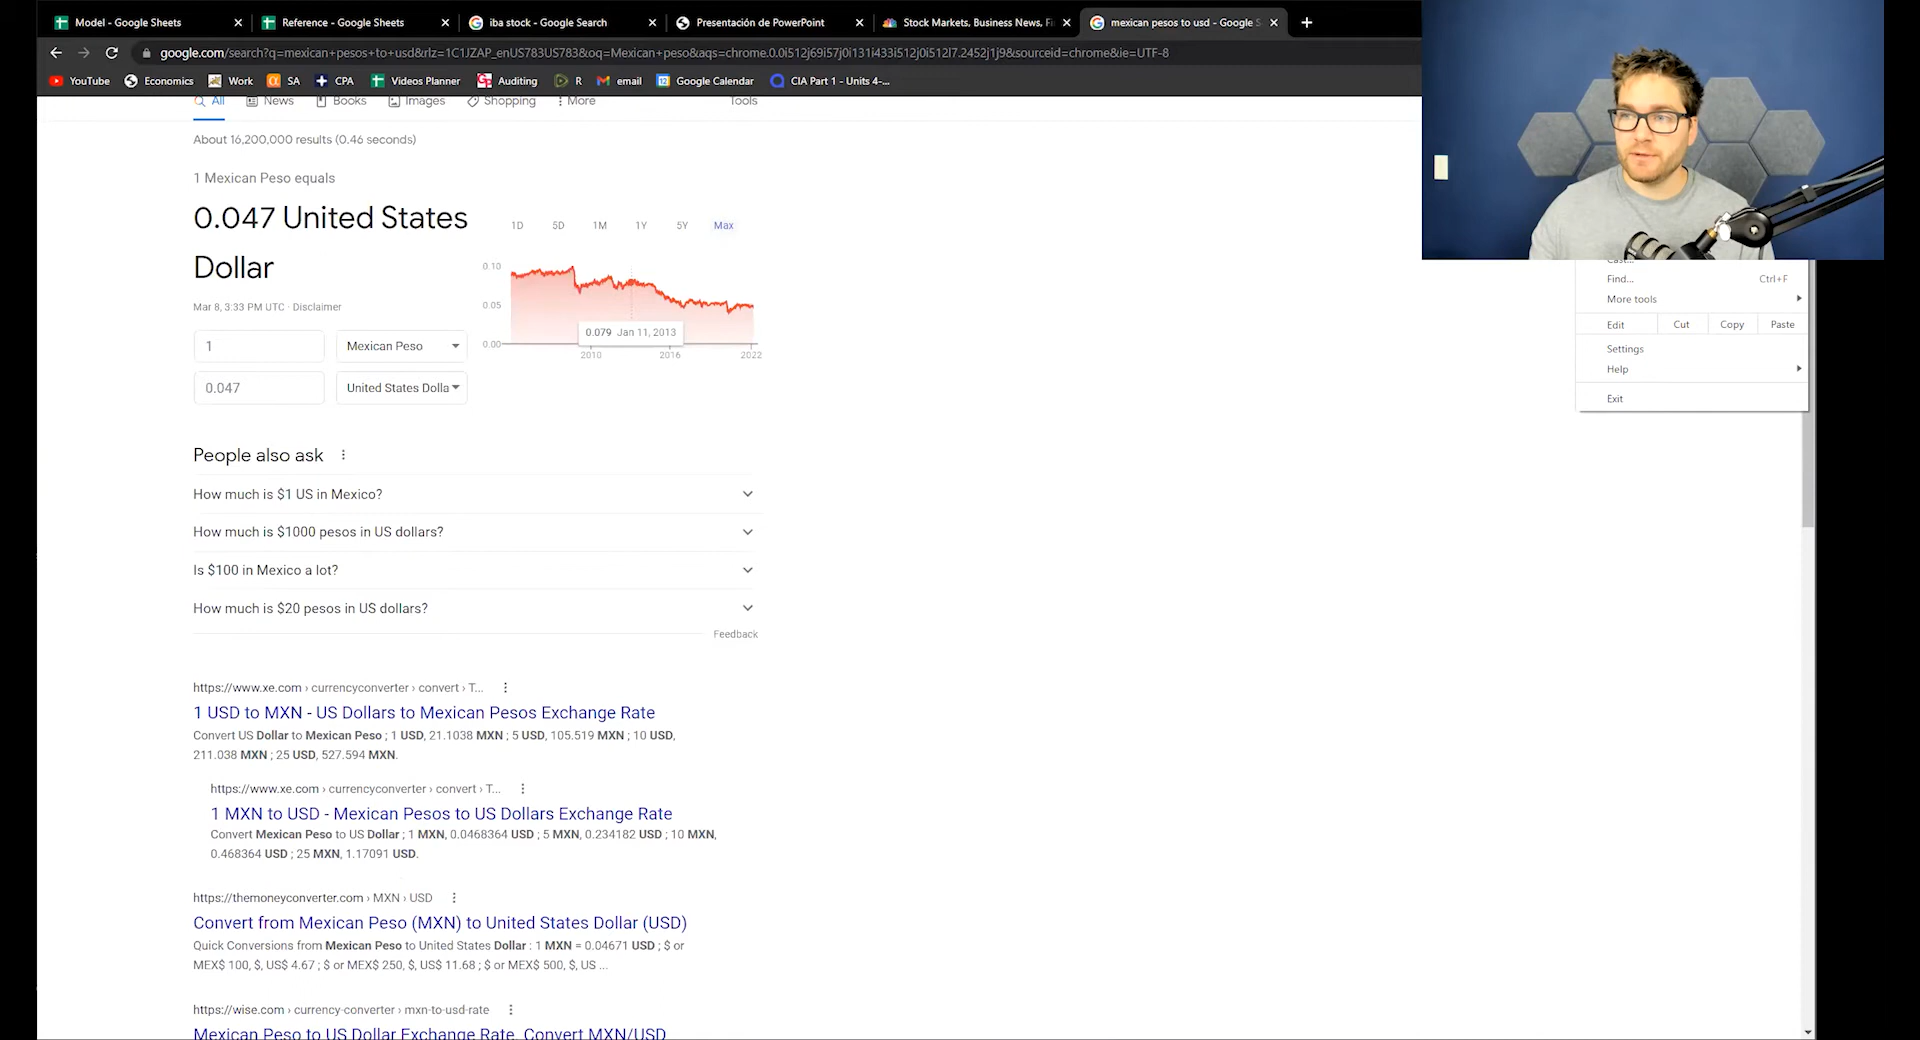 Model - Google Sheets
Reference - Google Sheets
iba stock - Google Search
Presentación de PowerPoint
Stock Markets, Business News, Fi
mexican pesos to usd - Google S
google.com/search?q=mexican+pesos+to+usd&rlz=1C1JZAP_enUS783US783&oq=Mexican+peso&aqs=chrome.0.0i512j69i57j0i131i433i512j0i512l7.2452j1j9&sourceid=chrome&ie=UTF-8
YouTube
Economics
Work
SA
CPA
Videos Planner
Auditing
R
email
Google Calendar
CIA Part 1 - Units 4-...
All
News
Books
Images
Shopping
More
Tools
About 16,200,000 results (0.46 seconds)
1 Mexican Peso equals
0.047 United States
Dollar
Mar 8, 3:33 PM UTC · Disclaimer
1
Mexican Peso
0.047
United States Dolla
1D 5D 1M 1Y 5Y Max
0.10
0.05
0.00
0.079 Jan 11, 2013
2010 2016 2022
People also ask
How much is $1 US in Mexico?
How much is $1000 pesos in US dollars?
Is $100 in Mexico a lot?
How much is $20 pesos in US dollars?
Feedback
https://www.xe.com › currencyconverter › convert › T...
1 USD to MXN - US Dollars to Mexican Pesos Exchange Rate
Convert US Dollar to Mexican Peso ; 1 USD, 21.1038 MXN ; 5 USD, 105.519 MXN ; 10 USD,
211.038 MXN ; 25 USD, 527.594 MXN.
https://www.xe.com › currencyconverter › convert › T...
1 MXN to USD - Mexican Pesos to US Dollars Exchange Rate
Convert Mexican Peso to US Dollar ; 1 MXN, 0.0468364 USD ; 5 MXN, 0.234182 USD ; 10 MXN,
0.468364 USD ; 25 MXN, 1.17091 USD.
https://themoneyconverter.com › MXN › USD
Convert from Mexican Peso (MXN) to United States Dollar (USD)
Quick Conversions from Mexican Peso to United States Dollar : 1 MXN = 0.04671 USD ; $ or
MEX$ 100, $, US$ 4.67 ; $ or MEX$ 250, $, US$ 11.68 ; $ or MEX$ 500, $, US ...
https://wise.com › currency-converter › mxn-to-usd-rate
Mexican Peso to US Dollar Exchange Rate. Convert MXN/USD
Cast...
Find... Ctrl+F
More tools
Edit Cut Copy Paste
Settings
Help
Exit